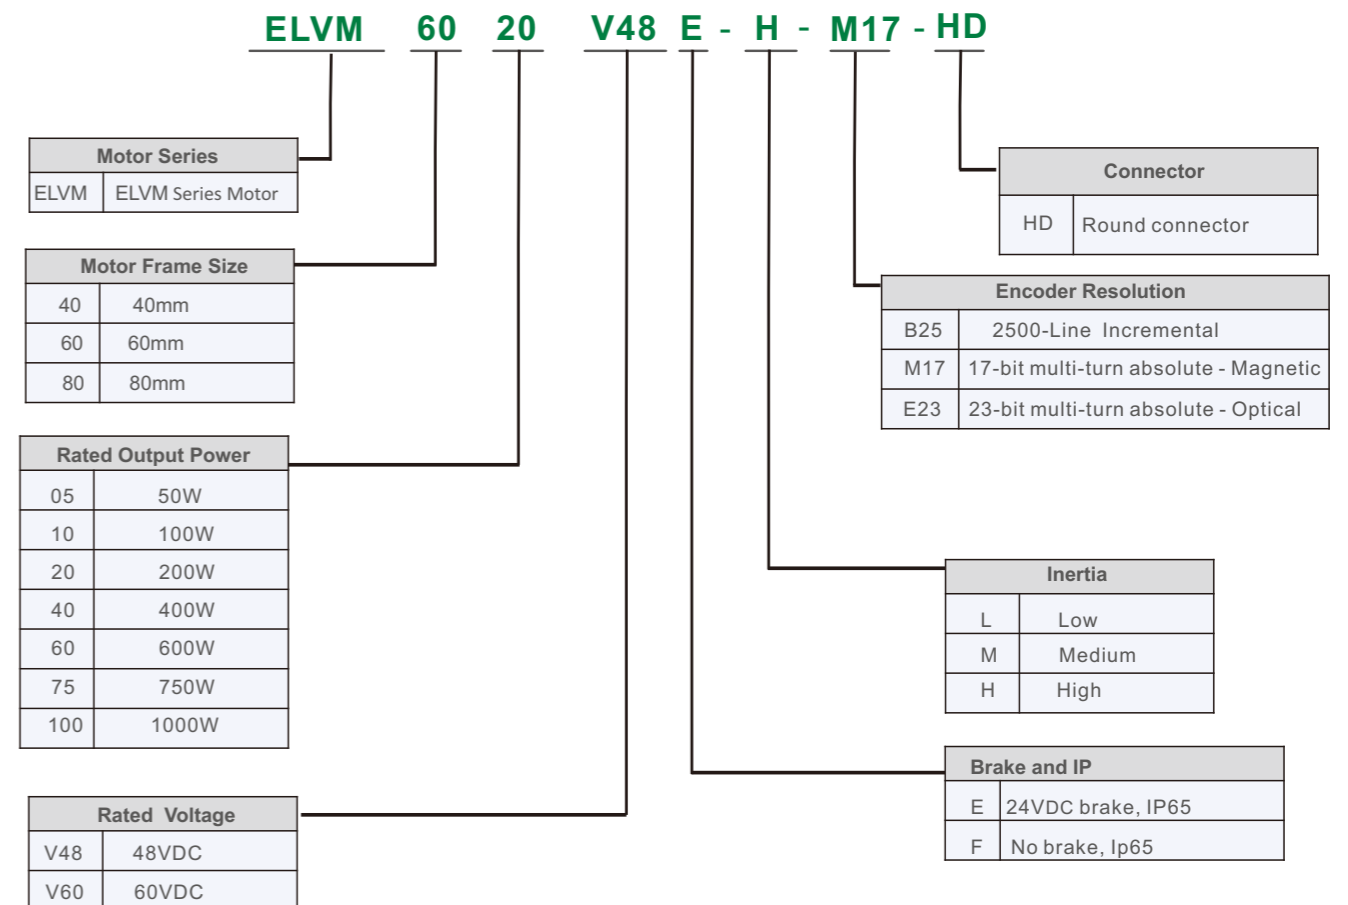 ELVM 60 20 V48 E - H - M17 - HD
Motor Series
ELVM ELVM Series Motor
Motor Frame Size
40 40mm
60 60mm
80 80mm
Rated Output Power
05 50W
10 100W
20 200W
40 400W
60 600W
75 750W
100 1000W
Rated Voltage
V48 48VDC
V60 60VDC
Connector
HD Round connector
Encoder Resolution
B25 2500-Line Incremental
M17 17-bit multi-turn absolute - Magnetic
E23 23-bit multi-turn absolute - Optical
Inertia
L Low
M Medium
H High
Brake and IP
E 24VDC brake, IP65
F No brake, Ip65